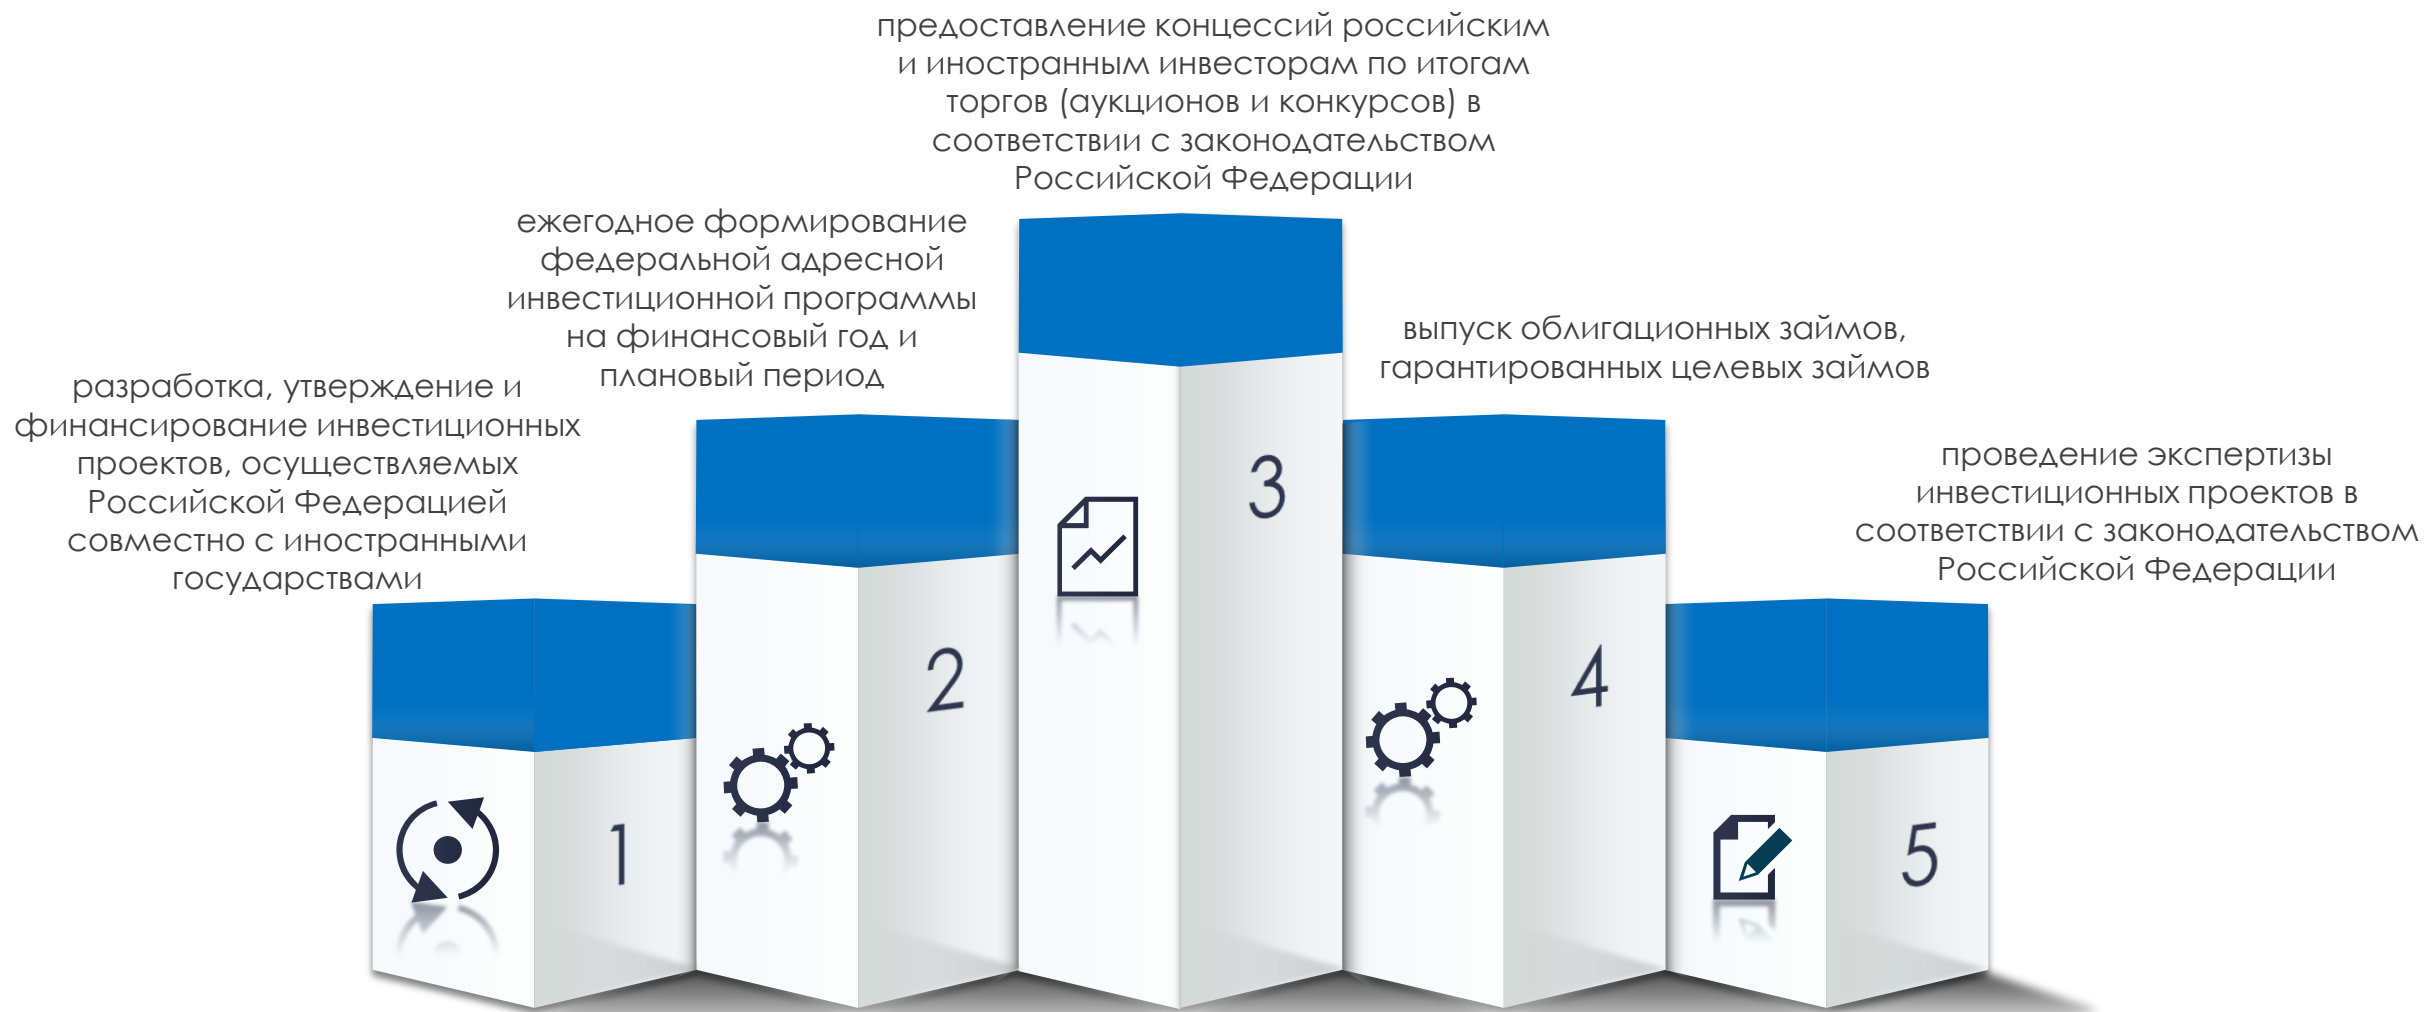 разработка, утверждение и
финансирование инвестиционных
проектов, осуществляемых
Российской Федерацией
совместно с иностранными
государствами
1
ежегодное формирование
федеральной адресной
инвестиционной программы
на финансовый год и
плановый период
2
предоставление концессий российским
и иностранным инвесторам по итогам
торгов (аукционов и конкурсов) в
соответствии с законодательством
Российской Федерации
3
выпуск облигационных займов,
гарантированных целевых займов
4
проведение экспертизы
инвестиционных проектов в
соответствии с законодательством
Российской Федерации
5